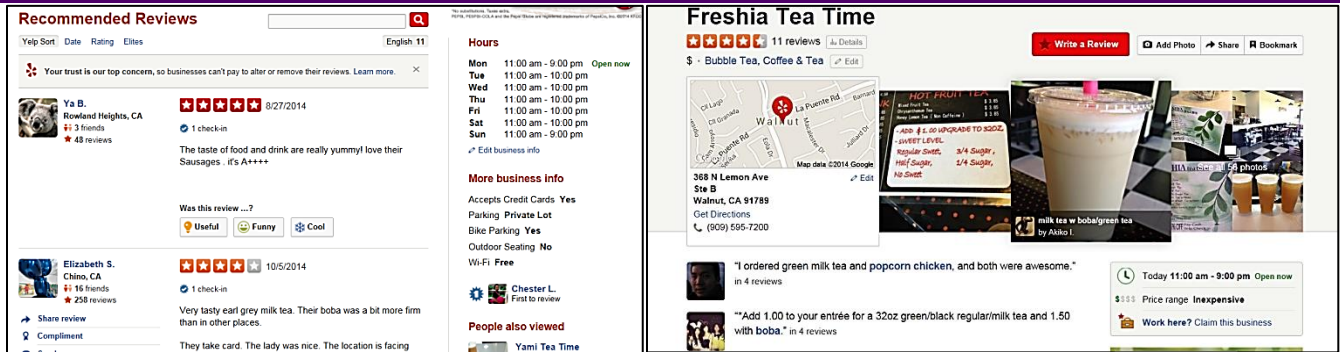 Recommended Reviews
Yelp Sort Date Rating Elites
English 11
Your trust is our top concern, so businesses can't pay to alter or remove their reviews. Learn more.
Ya B.
Rowland Heights, CA
3 friends
48 reviews
8/27/2014
1 check-in
The taste of food and drink are really yummy! love their
Sausages . it's A++++
Was this review ...?
Useful Funny Cool
Elizabeth S.
Chino, CA
16 friends
258 reviews
Share review
Compliment
10/5/2014
1 check-in
Very tasty earl grey milk tea. Their boba was a bit more firm
than in other places.
They take card. The lady was nice. The location is facing
Hours
Mon 11:00 am - 9:00 pm Open now
Tue 11:00 am - 10:00 pm
Wed 11:00 am - 10:00 pm
Thu 11:00 am - 10:00 pm
Fri 11:00 am - 10:00 pm
Sat 11:00 am - 10:00 pm
Sun 11:00 am - 9:00 pm
Edit business info
More business info
Accepts Credit Cards Yes
Parking Private Lot
Bike Parking Yes
Outdoor Seating No
Wi-Fi Free
Chester L.
First to review
People also viewed
Yami Tea Time
Freshia Tea Time
11 reviews Details
$ · Bubble Tea, Coffee & Tea Edit
Write a Review Add Photo Share Bookmark
La Puente Rd
Walnut
La Puente Rd
Map data ©2014 Google
368 N Lemon Ave
Edit
Ste B
Walnut, CA 91789
Get Directions
(909) 595-7200
HOT FRUIT TEA
-ADD $1.00 UPGRADE TO 32OZ
-SWEET LEVEL
Regular Sweet, 3/4 Sugar,
Half Sugar, 1/4 Sugar,
No Sweet
milk tea w boba/green tea
by Akiko I.
See all 56 photos
"I ordered green milk tea and popcorn chicken, and both were awesome."
in 4 reviews
""Add 1.00 to your entrée for a 32oz green/black regular/milk tea and 1.50
with boba." in 4 reviews
Today 11:00 am - 9:00 pm Open now
$$$$ Price range Inexpensive
Work here? Claim this business